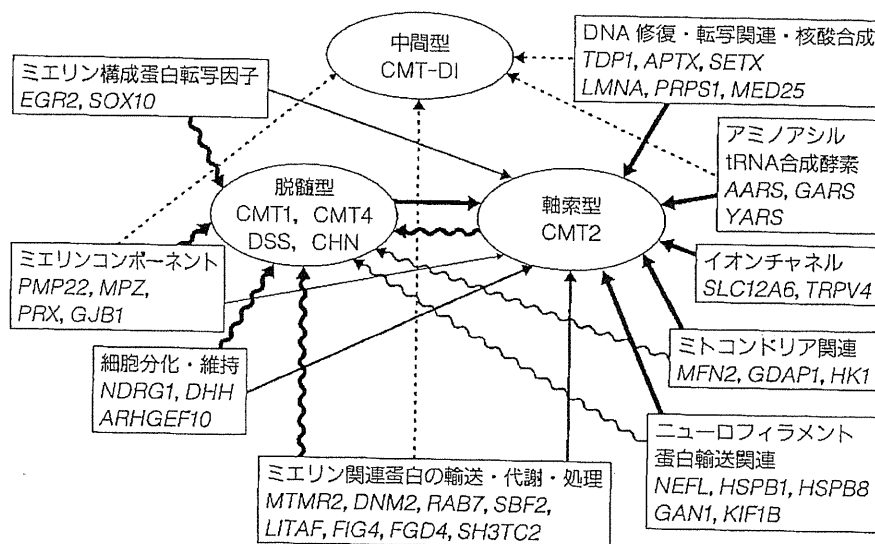 中間型
CMT-DI
DNA 修復・転写関連・核酸合成
TDP1, APTX, SETX
LMNA, PRPS1, MED25
ミエリン構成蛋白転写因子
EGR2, SOX10
アミノアシル
tRNA合成酵素
AARS, GARS
YARS
脱髄型
CMT1, CMT4
DSS, CHN
軸索型
CMT2
ミエリンコンポーネント
PMP22, MPZ,
PRX, GJB1
イオンチャネル
SLC12A6, TRPV4
細胞分化・維持
NDRG1, DHH
ARHGEF10
ミトコンドリア関連
MFN2, GDAP1, HK1
ミエリン関連蛋白の輸送・代謝・処理
MTMR2, DNM2, RAB7, SBF2,
LITAF, FIG4, FGD4, SH3TC2
ニューロフィラメント
蛋白輸送関連
NEFL, HSPB1, HSPB8
GAN1, KIF1B